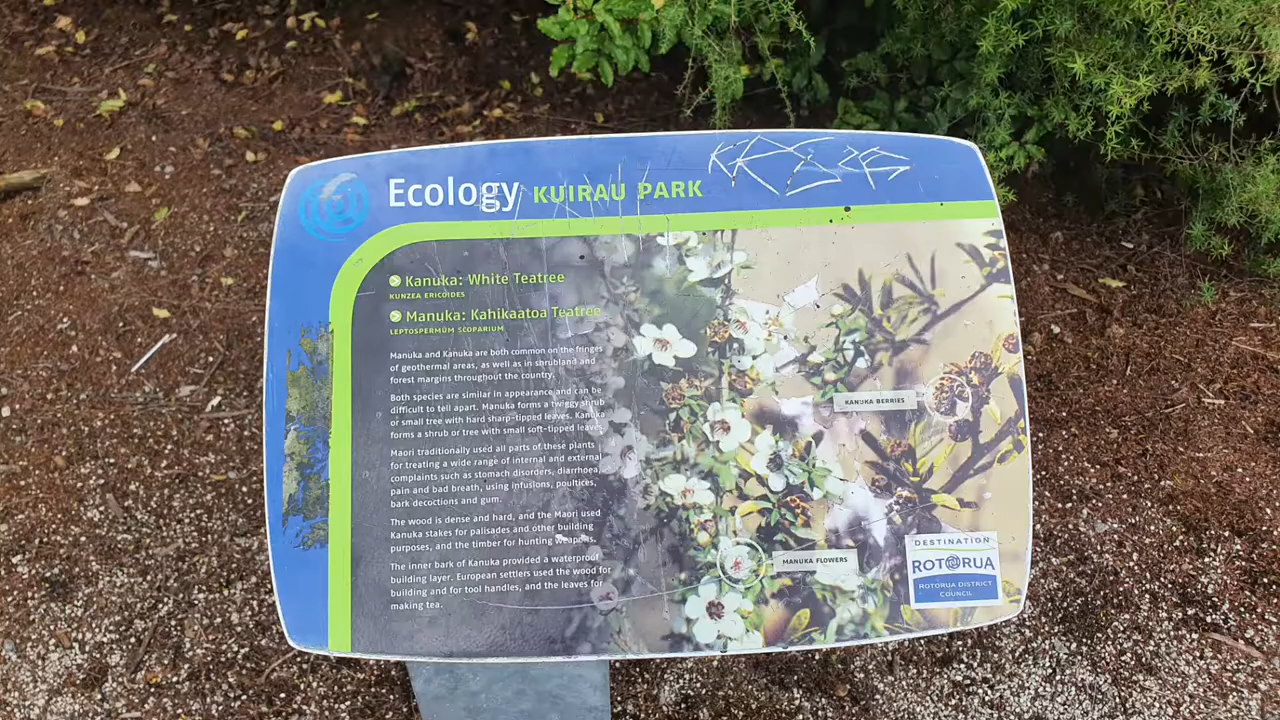 Ecology KUIRAU PARK
Kanuka: White Teatree
KUNZEA ERICOIDES
Manuka: Kahikaatoa Teatree
LEPTOSPERMUM SCOPARIUM
Manuka and Kanuka are both common on the fringes
of geothermal areas, as well as in shrubland and
forest margins throughout the country.
Both species are similar in appearance and can be
difficult to tell apart. Manuka forms a twiggy shrub
or small tree with hard sharp-tipped leaves. Kanuka
forms a shrub or tree with small soft-tipped leaves.
Maori traditionally used all parts of these plants
for treating a wide range of internal and external
complaints such as stomach disorders, diarrhoea,
pain and bad breath, using infusions, poultices,
bark decoctions and gum.
The wood is dense and hard, and the Maori used
Kanuka stakes for palisades and other building
purposes, and the timber for hunting weapons.
The inner bark of Kanuka provided a waterproof
building layer. European settlers used the wood for
building and for tool handles, and the leaves for
making tea.
KANUKA BERRIES
MANUKA FLOWERS
DESTINATION
ROTORUA
ROTORUA DISTRICT
COUNCIL